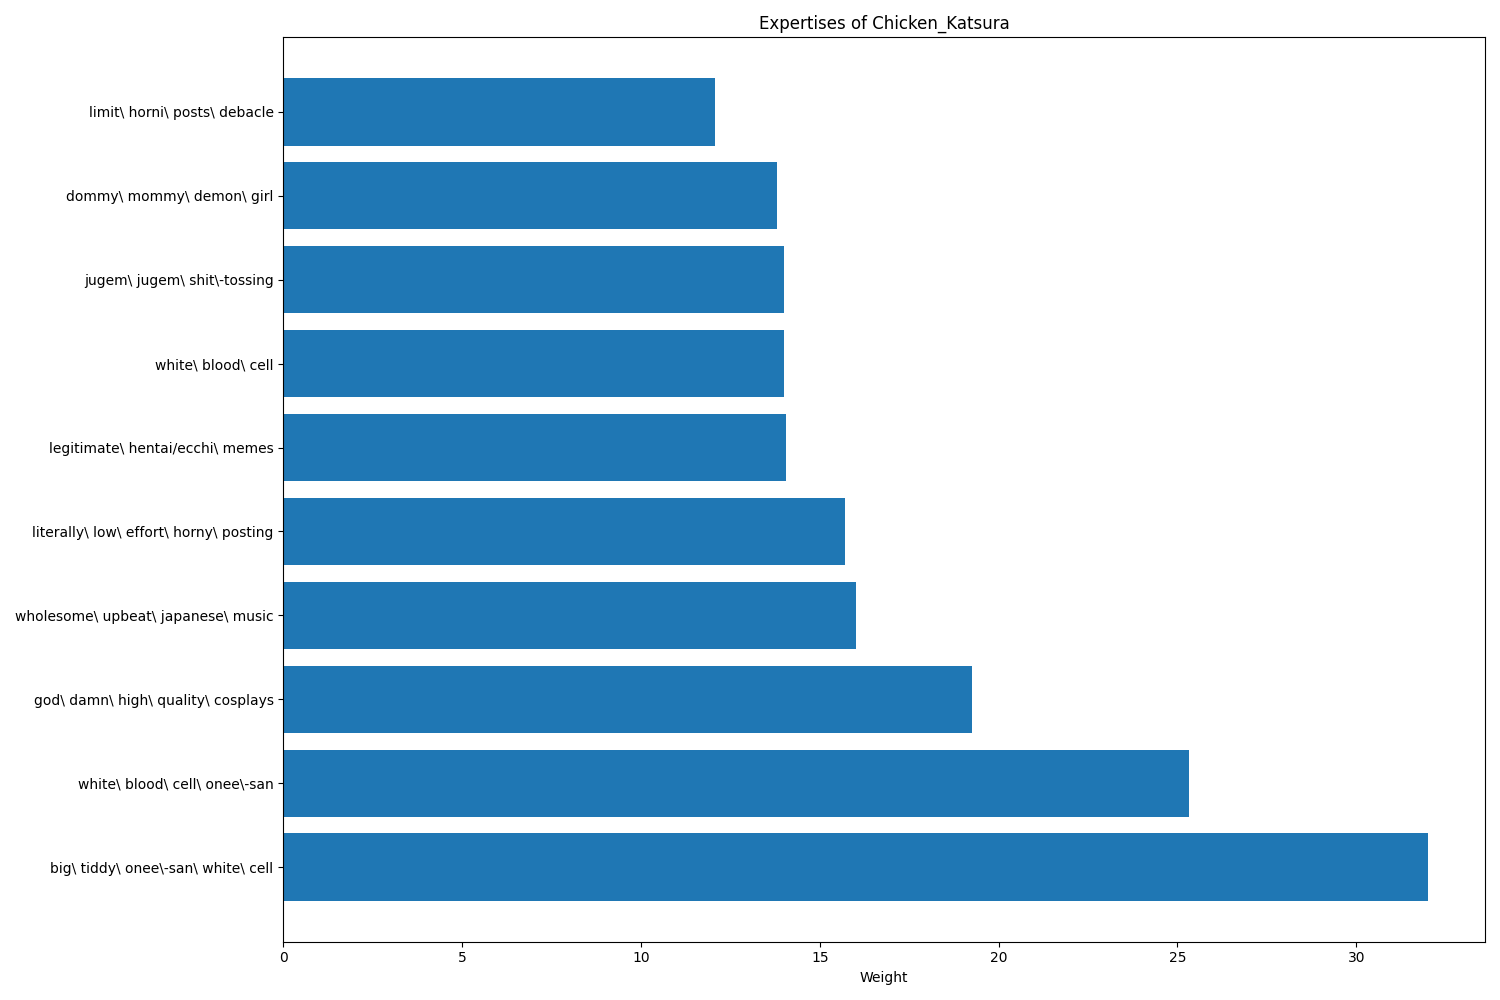 Expertises of Chicken_Katsura
limit\ horni\ posts\ debacle
dommy\ mommy\ demon\ girl
jugem\ jugem\ shit\-tossing
white\ blood\ cell
legitimate\ hentai/ecchi\ memes
literally\ low\ effort\ horny\ posting
wholesome\ upbeat\ japanese\ music
god\ damn\ high\ quality\ cosplays
white\ blood\ cell\ onee\-san
big\ tiddy\ onee\-san\ white\ cell
0 5 10 15 20 25 30
Weight